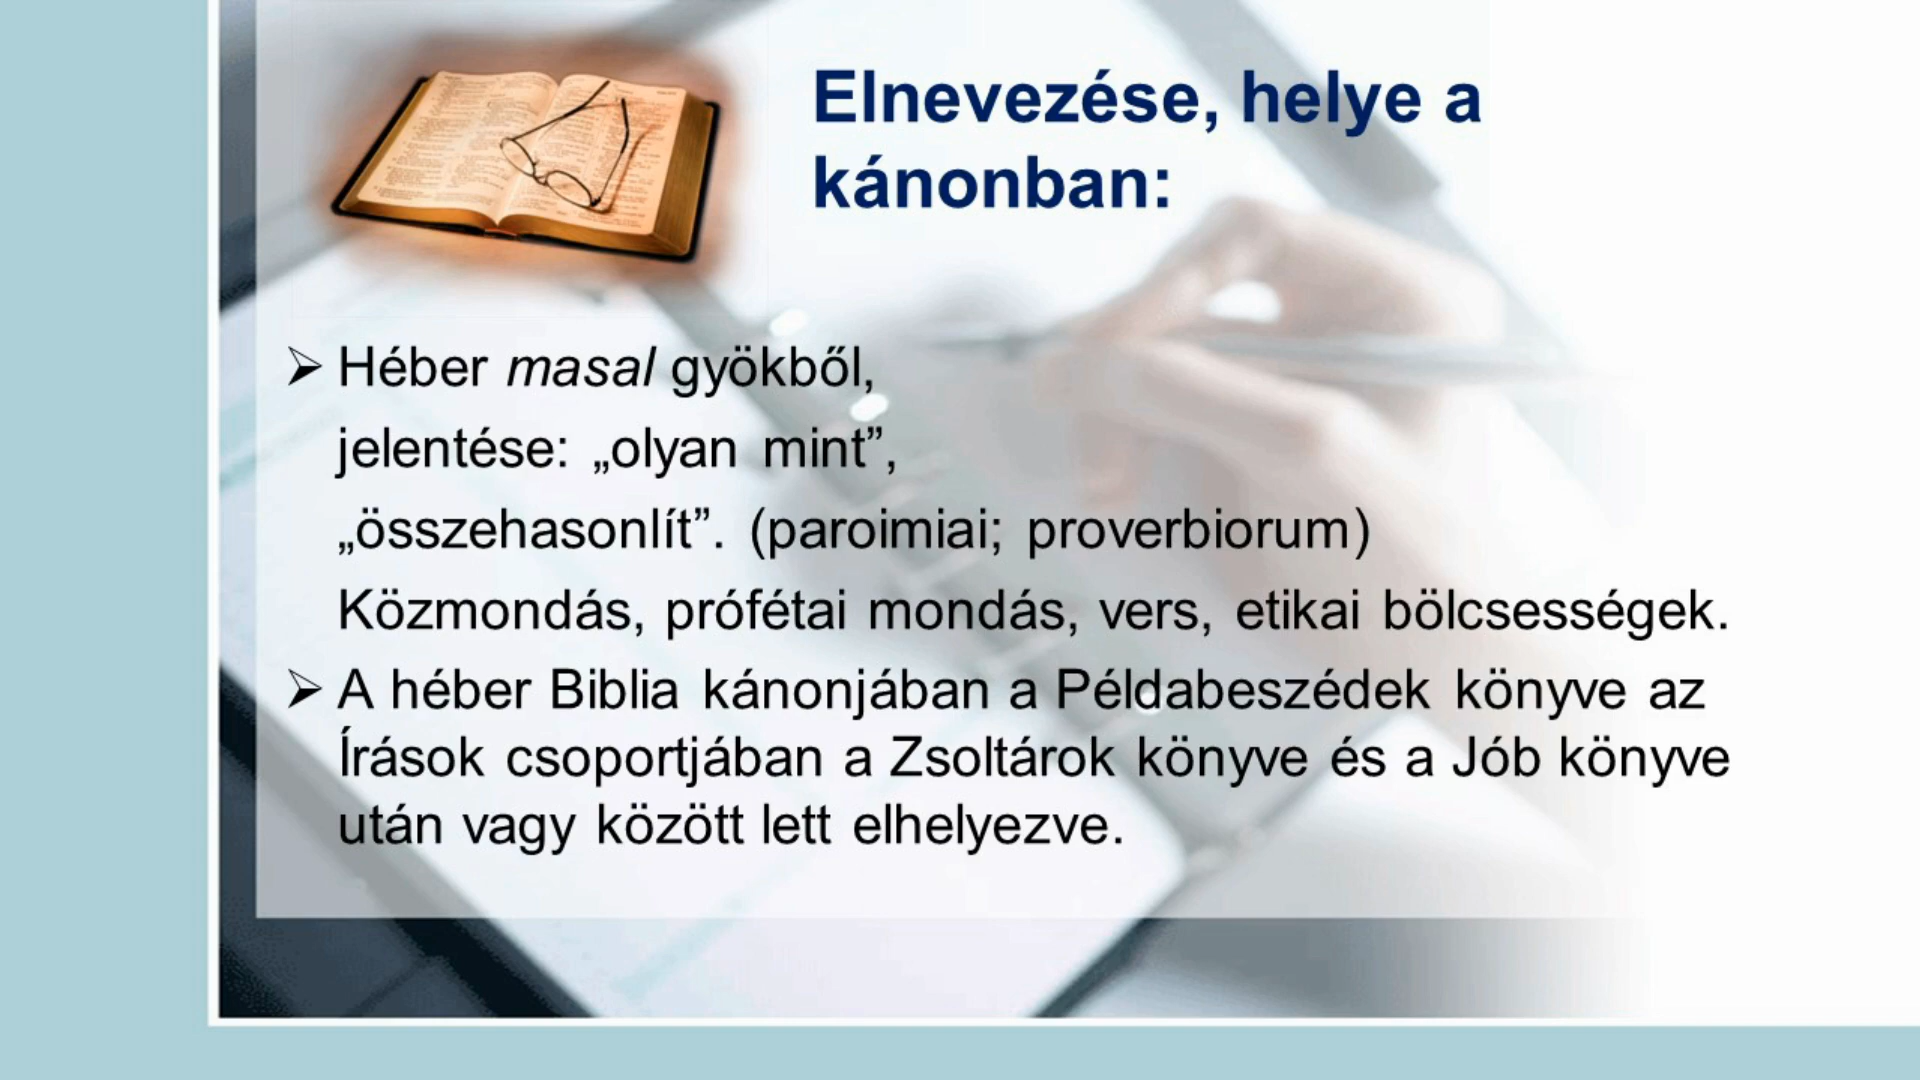 Elnevezése, helye a
kánonban:
➢ Héber masal gyökből,
jelentése: „olyan mint”,
„összehasonlít”. (paroimiai; proverbiorum)
Közmondás, prófétai mondás, vers, etikai bölcsességek.
➢ A héber Biblia kánonjában a Példabeszédek könyve az
Írások csoportjában a Zsoltárok könyve és a Jób könyve
után vagy között lett elhelyezve.